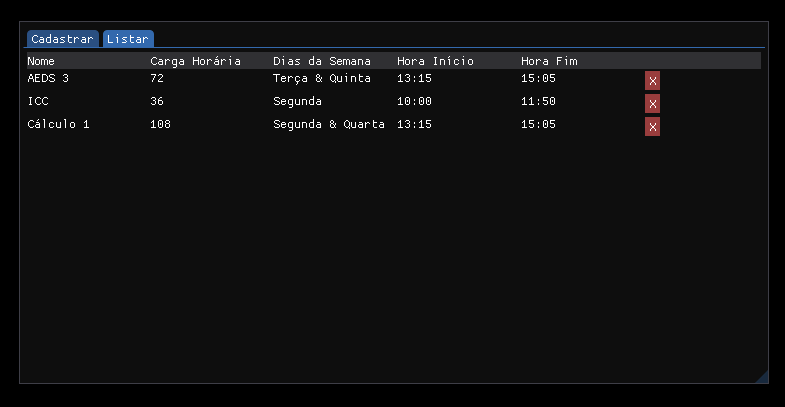 Cadastrar Listar
Nome Carga Horária Dias da Semana Hora Início Hora Fim
AEDS 3 72 Terça & Quinta 13:15 15:05 X
ICC 36 Segunda 10:00 11:50 X
Cálculo 1 108 Segunda & Quarta 13:15 15:05 X